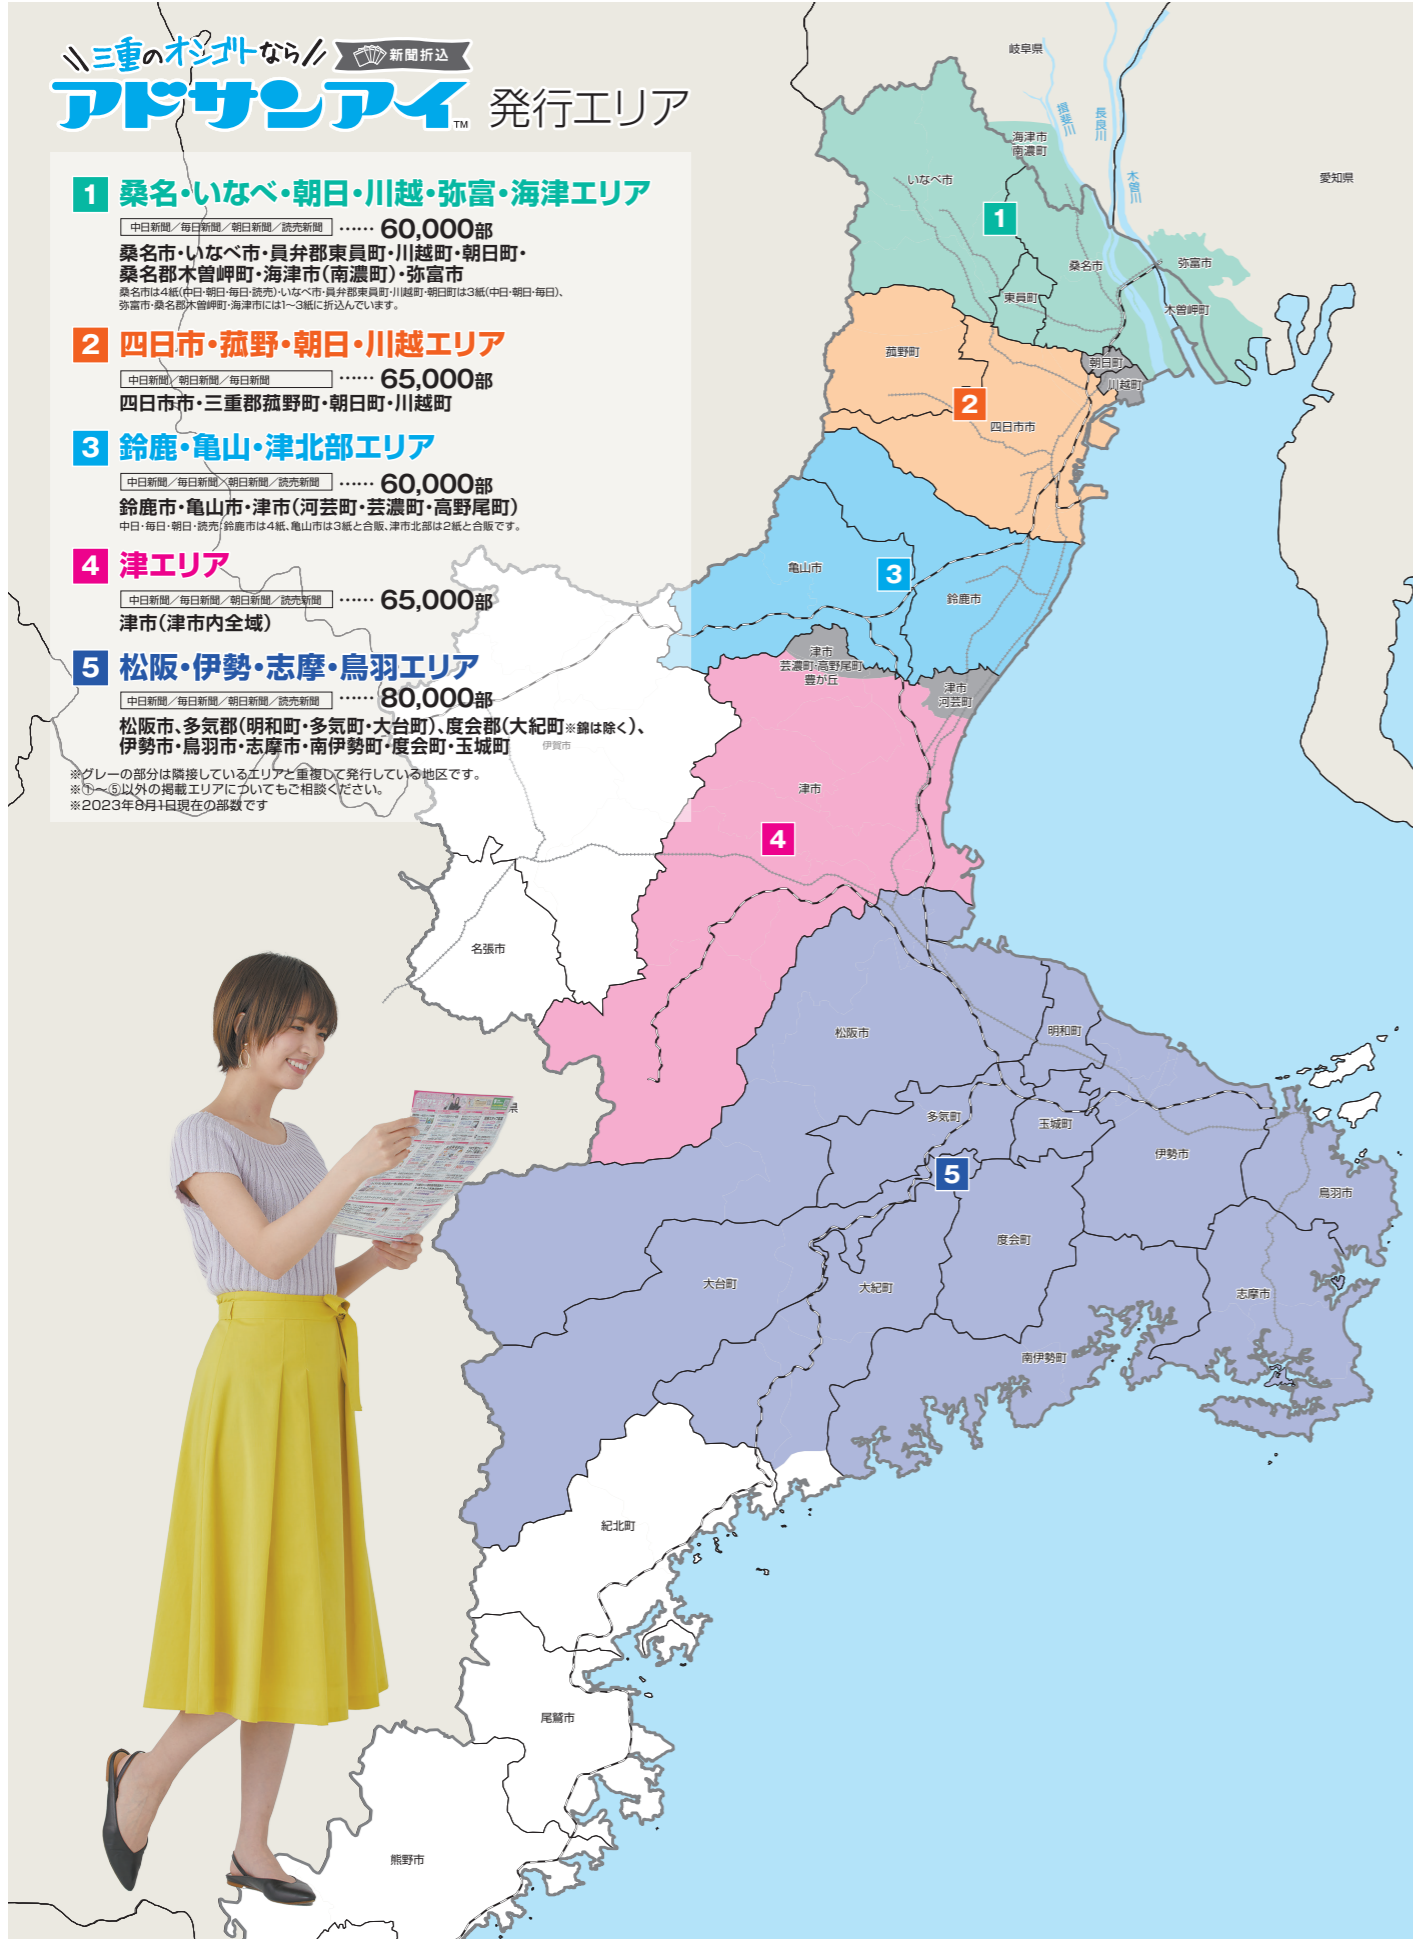 三重のオシゴトなら
新聞折込
アドサンアイ™ 発行エリア
1 桑名・いなべ・朝日・川越・弥富・海津エリア
中日新聞／毎日新聞／朝日新聞／読売新聞 …… 60,000部
桑名市・いなべ市・員弁郡東員町・川越町・朝日町・
桑名郡木曽岬町・海津市(南濃町)・弥富市
桑名市は4紙(中日・朝日・毎日・読売)・いなべ市・員弁郡東員町・川越町・朝日町は3紙(中日・朝日・毎日)、
弥富市・桑名郡木曽岬町・海津市には1〜3紙に折込んでいます。
2 四日市・菰野・朝日・川越エリア
中日新聞／朝日新聞／毎日新聞 …… 65,000部
四日市市・三重郡菰野町・朝日町・川越町
3 鈴鹿・亀山・津北部エリア
中日新聞／毎日新聞／朝日新聞／読売新聞 …… 60,000部
鈴鹿市・亀山市・津市(河芸町・芸濃町・高野尾町)
中日・毎日・朝日・読売：鈴鹿市は4紙、亀山市は3紙と合販、津市北部は2紙と合販です。
4 津エリア
中日新聞／毎日新聞／朝日新聞／読売新聞 …… 65,000部
津市(津市内全域)
5 松阪・伊勢・志摩・鳥羽エリア
中日新聞／毎日新聞／朝日新聞／読売新聞 …… 80,000部
松阪市、多気郡(明和町・多気町・大台町)、度会郡(大紀町※錦は除く)、
伊勢市・鳥羽市・志摩市・南伊勢町・度会町・玉城町
※グレーの部分は隣接しているエリアと重複して発行している地区です。
※①〜⑤以外の掲載エリアについてもご相談ください。
※2023年8月1日現在の部数です
岐阜県
揖斐川
長良川
海津市
南濃町
木曽川
愛知県
いなべ市
1
桑名市
弥富市
東員町
木曽岬町
菰野町
朝日町
川越町
2
四日市市
亀山市
3
鈴鹿市
津市
芸濃町・高野尾町
豊が丘
津市
河芸町
伊賀市
津市
4
名張市
松阪市
明和町
県
多気町
玉城町
伊勢市
5
鳥羽市
度会町
大台町
大紀町
志摩市
南伊勢町
紀北町
尾鷲市
熊野市